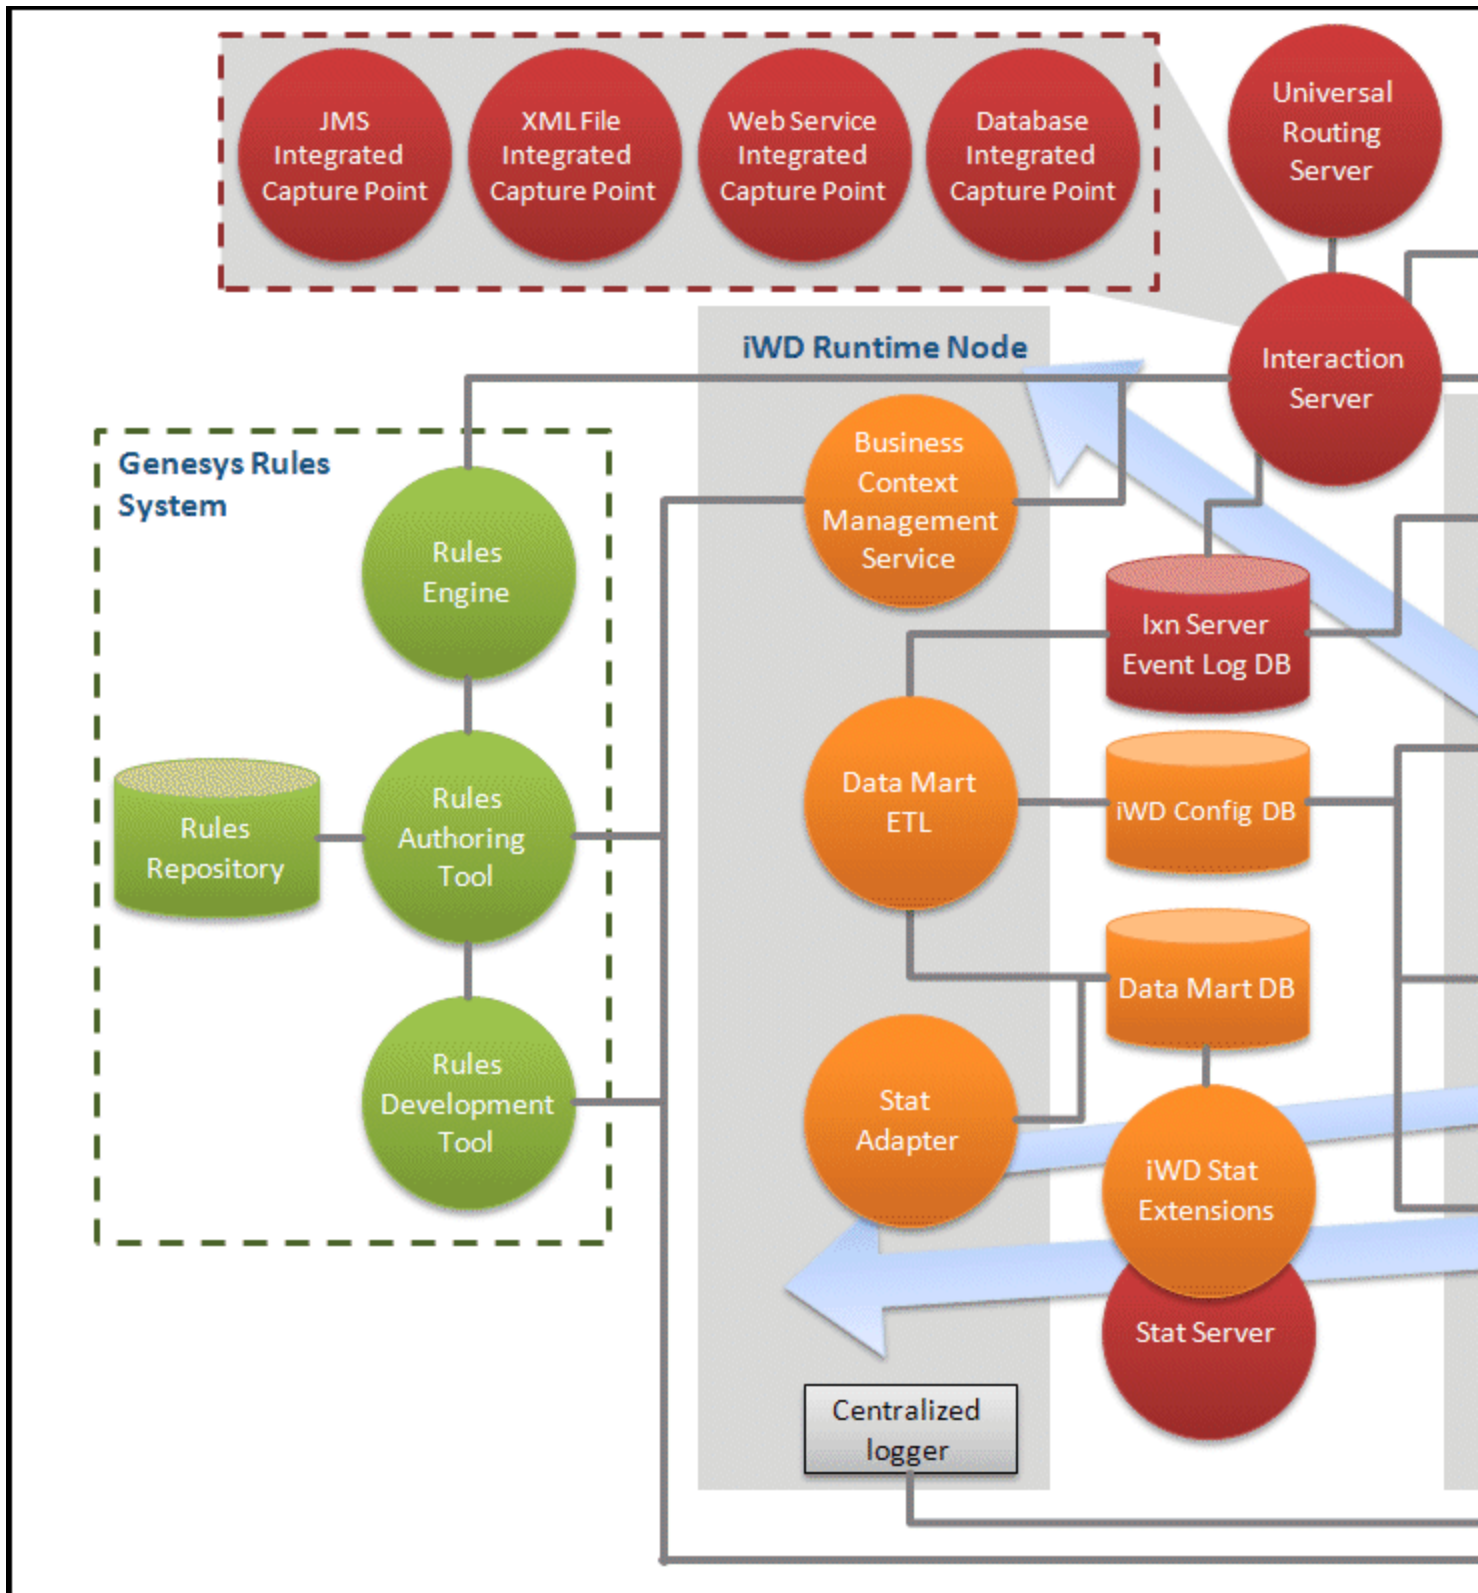 JMS
Integrated
Capture Point
XML File
Integrated
Capture Point
Web Service
Integrated
Capture Point
Database
Integrated
Capture Point
Universal
Routing
Server
iWD Runtime Node
Interaction
Server
Genesys Rules
System
Business
Context
Management
Service
Rules
Engine
Ixn Server
Event Log DB
Data Mart
ETL
iWD Config DB
Rules
Repository
Rules
Authoring
Tool
Data Mart DB
Rules
Development
Tool
Stat
Adapter
iWD Stat
Extensions
Stat Server
Centralized
logger